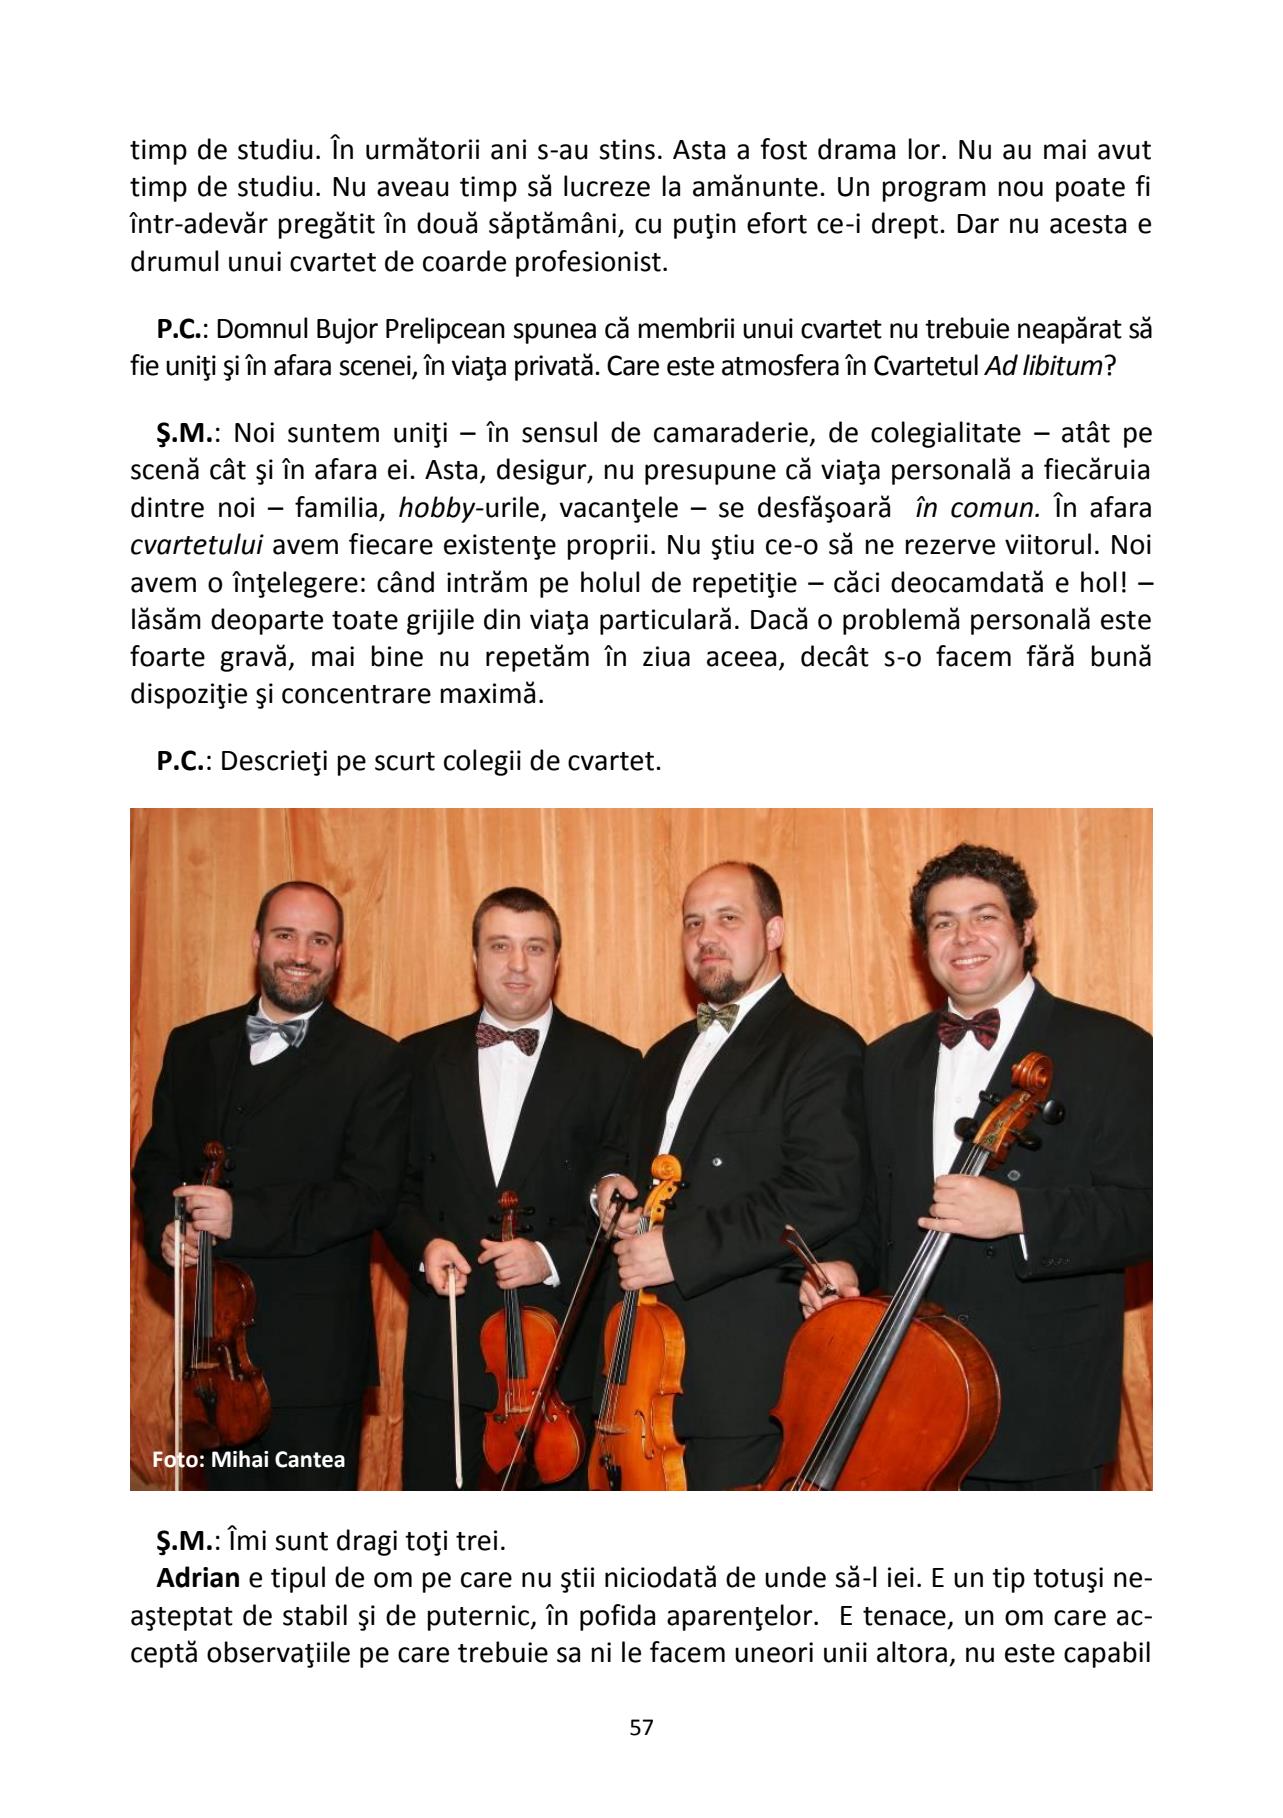 timp de studiu. În următorii ani s-au stins. Asta a fost drama lor. Nu au mai avut
timp de studiu. Nu aveau timp să lucreze la amănunte. Un program nou poate fi
într-adevăr pregătit în două săptămâni, cu puţin efort ce-i drept. Dar nu acesta e
drumul unui cvartet de coarde profesionist.
P.C.: Domnul Bujor Prelipcean spunea că membrii unui cvartet nu trebuie neapărat să
fie uniţi şi în afara scenei, în viaţa privată. Care este atmosfera în Cvartetul Ad libitum?
Ş.M.: Noi suntem uniţi – în sensul de camaraderie, de colegialitate – atât pe
scenă cât şi în afara ei. Asta, desigur, nu presupune că viaţa personală a fiecăruia
dintre noi – familia, hobby-urile, vacanţele – se desfăşoară în comun. În afara
cvartetului avem fiecare existenţe proprii. Nu ştiu ce-o să ne rezerve viitorul. Noi
avem o înţelegere: când intrăm pe holul de repetiţie – căci deocamdată e hol! –
lăsăm deoparte toate grijile din viaţa particulară. Dacă o problemă personală este
foarte gravă, mai bine nu repetăm în ziua aceea, decât s-o facem fără bună
dispoziţie şi concentrare maximă.
P.C.: Descrieţi pe scurt colegii de cvartet.
Foto: Mihai Cantea
Ş.M.: Îmi sunt dragi toţi trei.
Adrian e tipul de om pe care nu ştii niciodată de unde să-l iei. E un tip totuşi ne-
aşteptat de stabil şi de puternic, în pofida aparenţelor. E tenace, un om care ac-
ceptă observaţiile pe care trebuie sa ni le facem uneori unii altora, nu este capabil
57